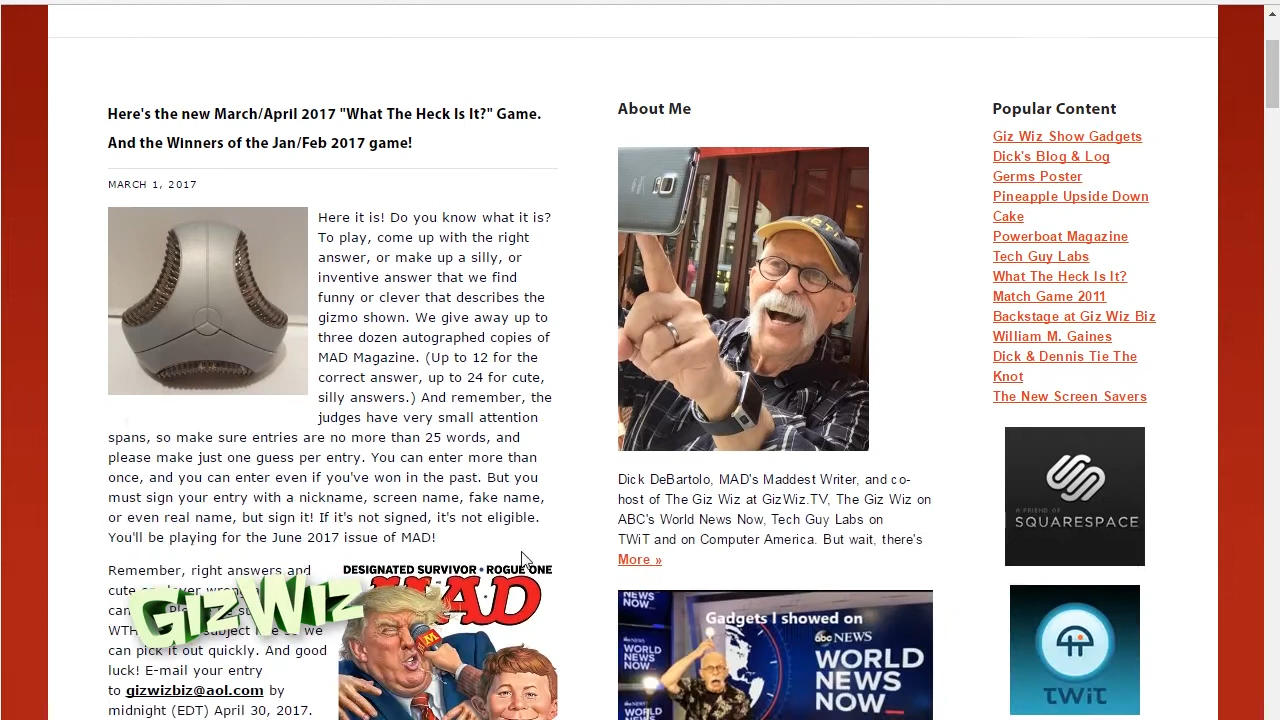 Here's the new March/April 2017 "What The Heck Is It?" Game.
And the Winners of the Jan/Feb 2017 game!
MARCH 1, 2017
Here it is! Do you know what it is?
To play, come up with the right
answer, or make up a silly, or
inventive answer that we find
funny or clever that describes the
gizmo shown. We give away up to
three dozen autographed copies of
MAD Magazine. (Up to 12 for the
correct answer, up to 24 for cute,
silly answers.) And remember, the
judges have very small attention
spans, so make sure entries are no more than 25 words, and
please make just one guess per entry. You can enter more than
once, and you can enter even if you've won in the past. But you
must sign your entry with a nickname, screen name, fake name,
or even real name, but sign it! If it's not signed, it's not eligible.
You'll be playing for the June 2017 issue of MAD!
Remember, right answers and
cute
can
WTH
can pick it out quickly. And good
luck! E-mail your entry
to gizwizbiz@aol.com by
midnight (EDT) April 30, 2017.
GizWiz
DESIGNATED SURVIVOR • ROGUE ONE
MAD
About Me
Dick DeBartolo, MAD's Maddest Writer, and co-
host of The Giz Wiz at GizWiz.TV, The Giz Wiz on
ABC's World News Now, Tech Guy Labs on
TWiT and on Computer America. But wait, there's
More »
Gadgets I showed on
abc NEWS
WORLD
NEWS
NOW
Popular Content
Giz Wiz Show Gadgets
Dick's Blog & Log
Germs Poster
Pineapple Upside Down
Cake
Powerboat Magazine
Tech Guy Labs
What The Heck Is It?
Match Game 2011
Backstage at Giz Wiz Biz
William M. Gaines
Dick & Dennis Tie The
Knot
The New Screen Savers
A FRIEND OF
SQUARESPACE
TWiT